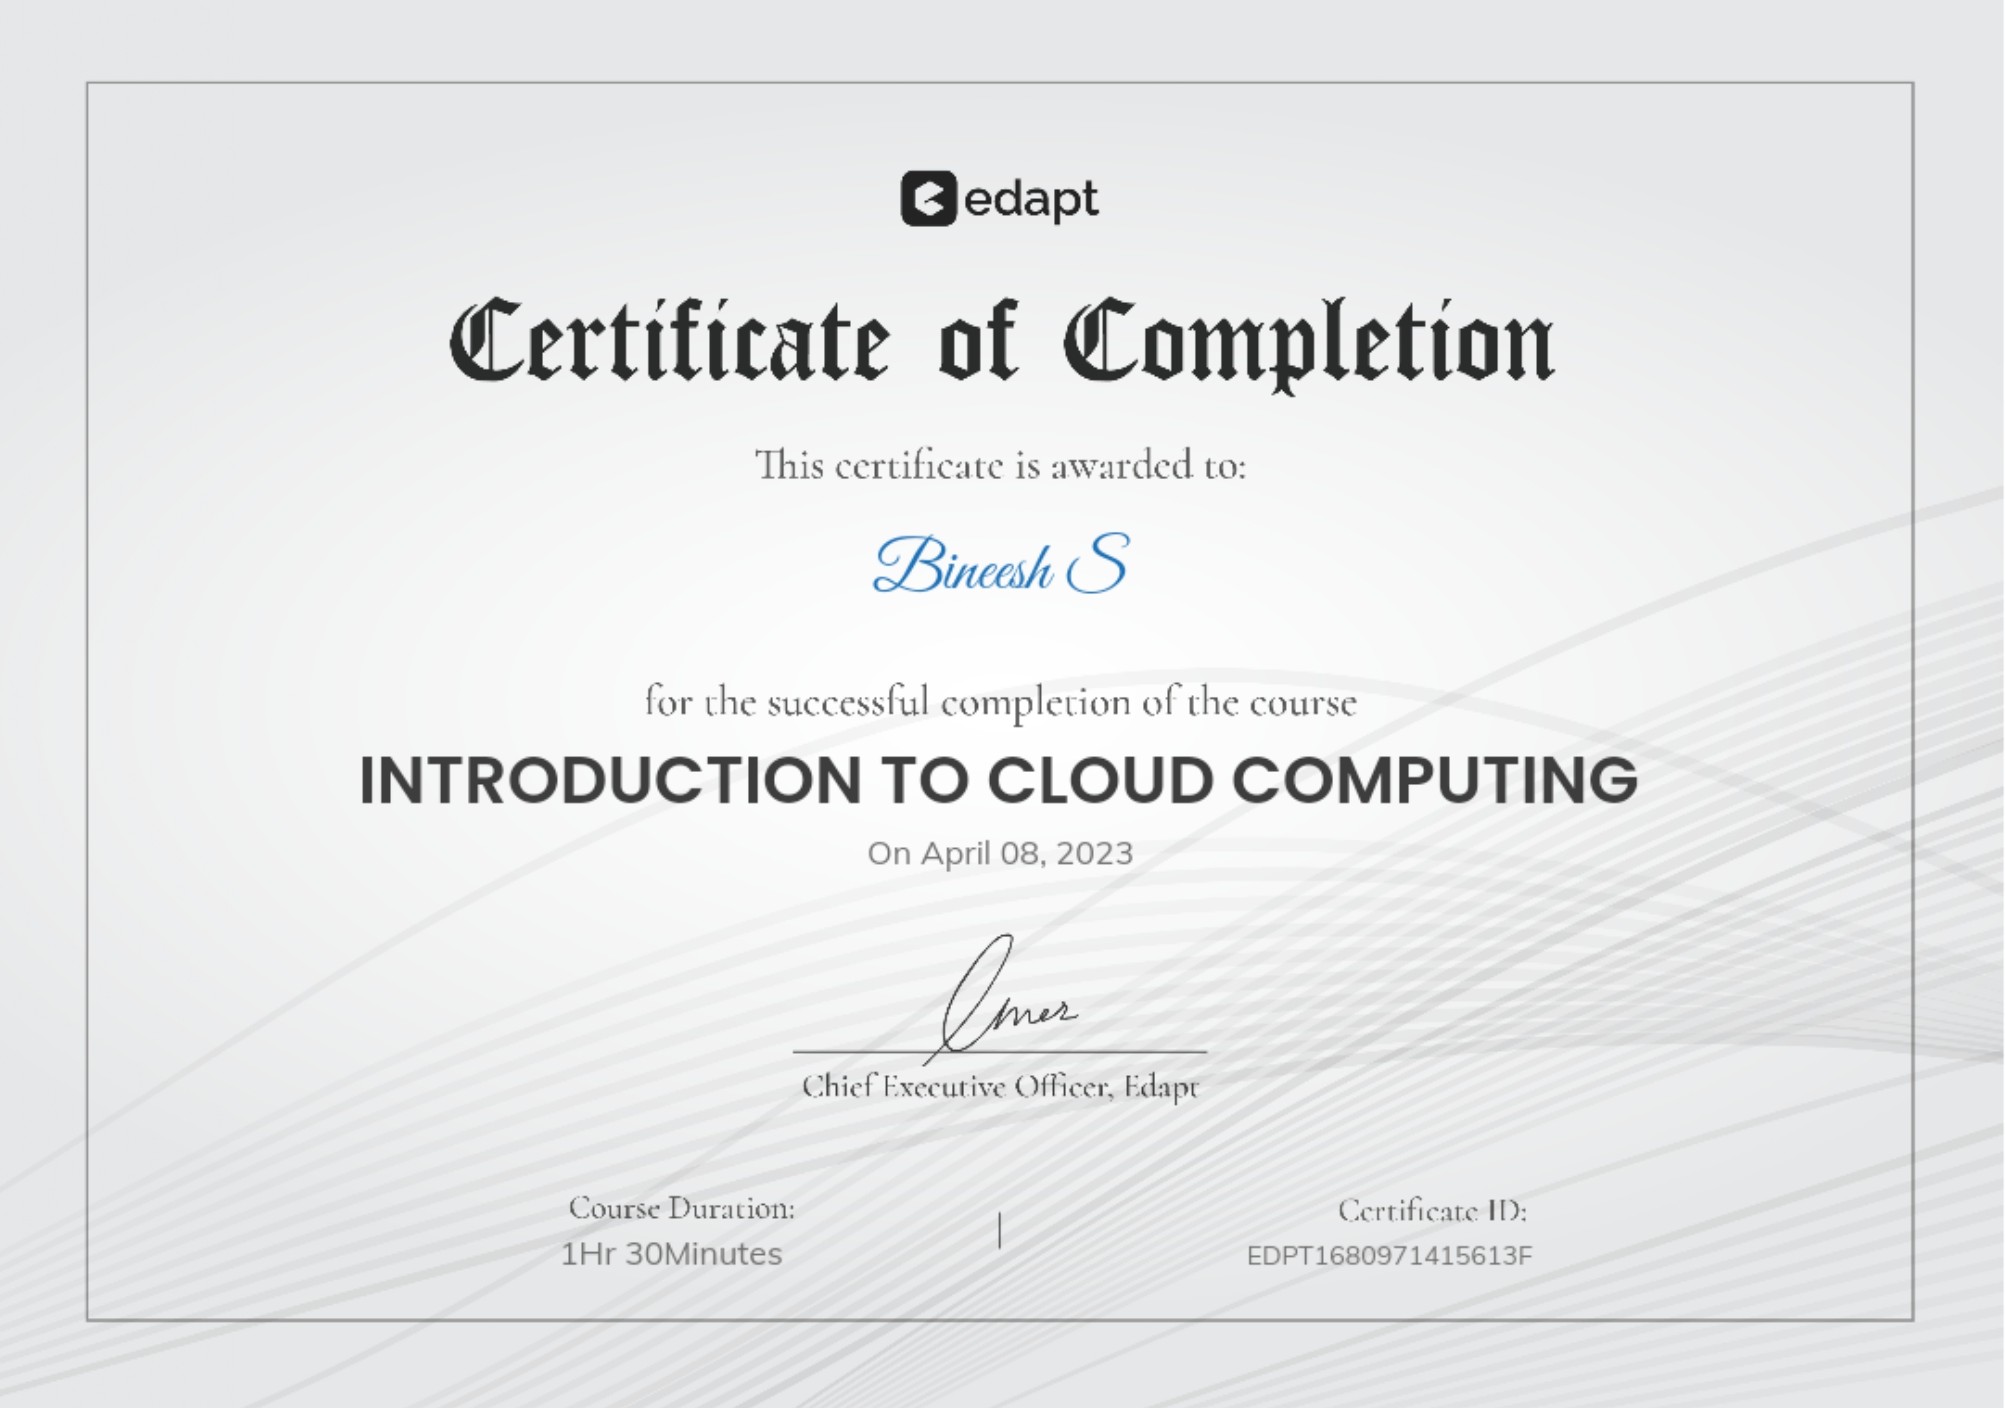 edapt
Certificate of Completion
This certificate is awarded to:
Bineesh S
for the successful completion of the course
INTRODUCTION TO CLOUD COMPUTING
On April 08, 2023
Omer
Chief Executive Officer, Edapt
Course Duration:
1Hr 30Minutes
Certificate ID:
EDPT1680971415613F